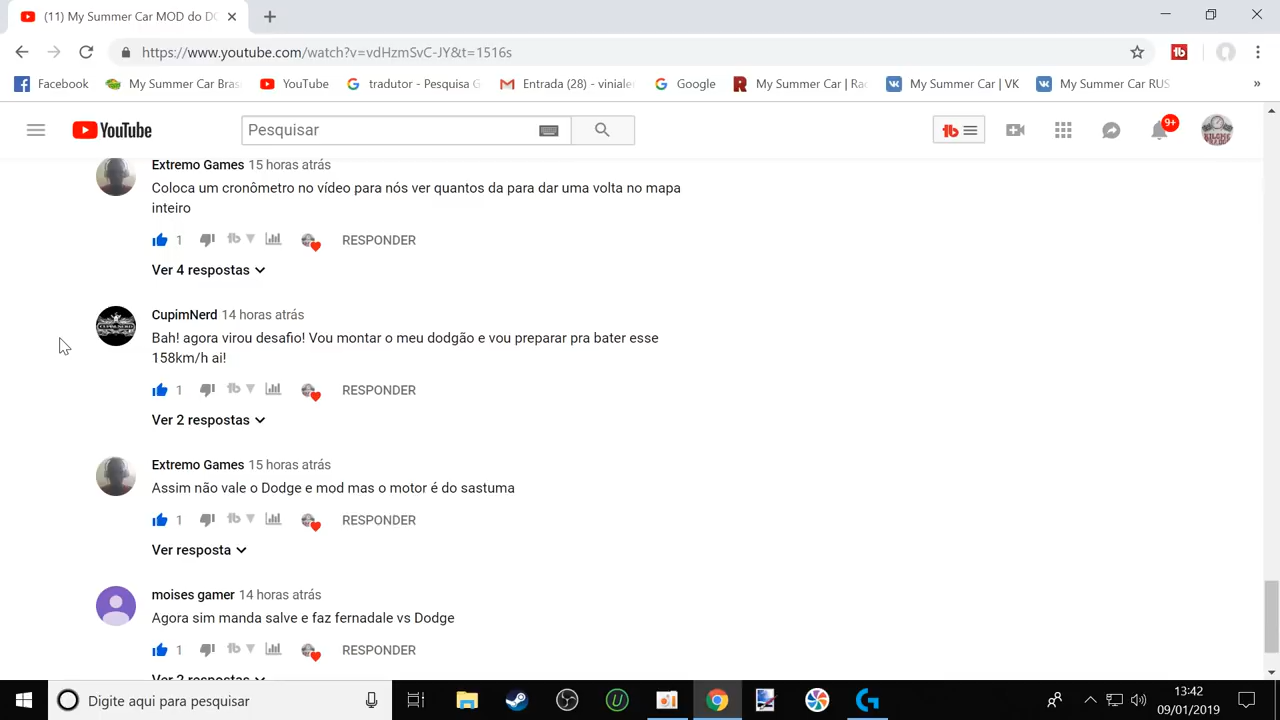 (11) My Summer Car MOD do DO
https://www.youtube.com/watch?v=vdHzmSvC-JY&t=1516s
Facebook My Summer Car Bras YouTube tradutor - Pesquisa G Entrada (28) - viniale Google My Summer Car | Rac My Summer Car | VK My Summer Car RUS »
YouTube Pesquisar 9+
Extremo Games 15 horas atrás
Coloca um cronômetro no vídeo para nós ver quantos da para dar uma volta no mapa
inteiro
1 RESPONDER
Ver 4 respostas
CupimNerd 14 horas atrás
Bah! agora virou desafio! Vou montar o meu dodgão e vou preparar pra bater esse
158km/h ai!
1 RESPONDER
Ver 2 respostas
Extremo Games 15 horas atrás
Assim não vale o Dodge e mod mas o motor é do sastuma
1 RESPONDER
Ver resposta
moises gamer 14 horas atrás
Agora sim manda salve e faz fernadale vs Dodge
1 RESPONDER
Ver 2 respostas
Digite aqui para pesquisar
13:42
09/01/2019